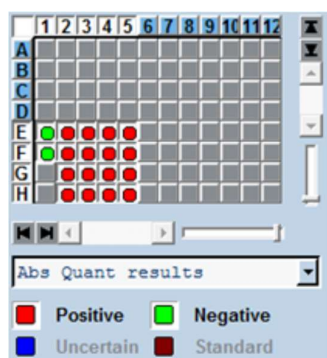 1 2 3 4 5 6 7 8 9 10 11 12
A
B
C
D
E
F
G
H
Abs Quant results
Positive Negative
Uncertain Standard